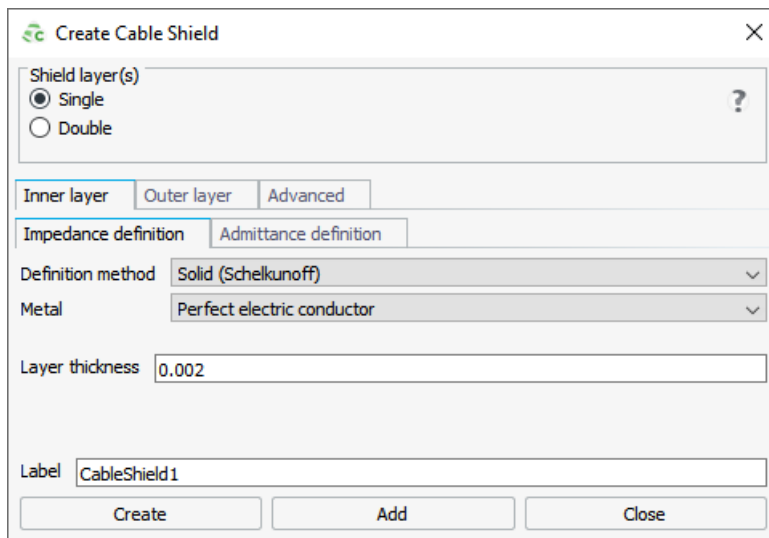 Create Cable Shield
Shield layer(s)
Single
Double
?
Inner layer Outer layer Advanced
Impedance definition Admittance definition
Definition method Solid (Schelkunoff)
Metal Perfect electric conductor
Layer thickness 0.002
Label CableShield1
Create Add Close